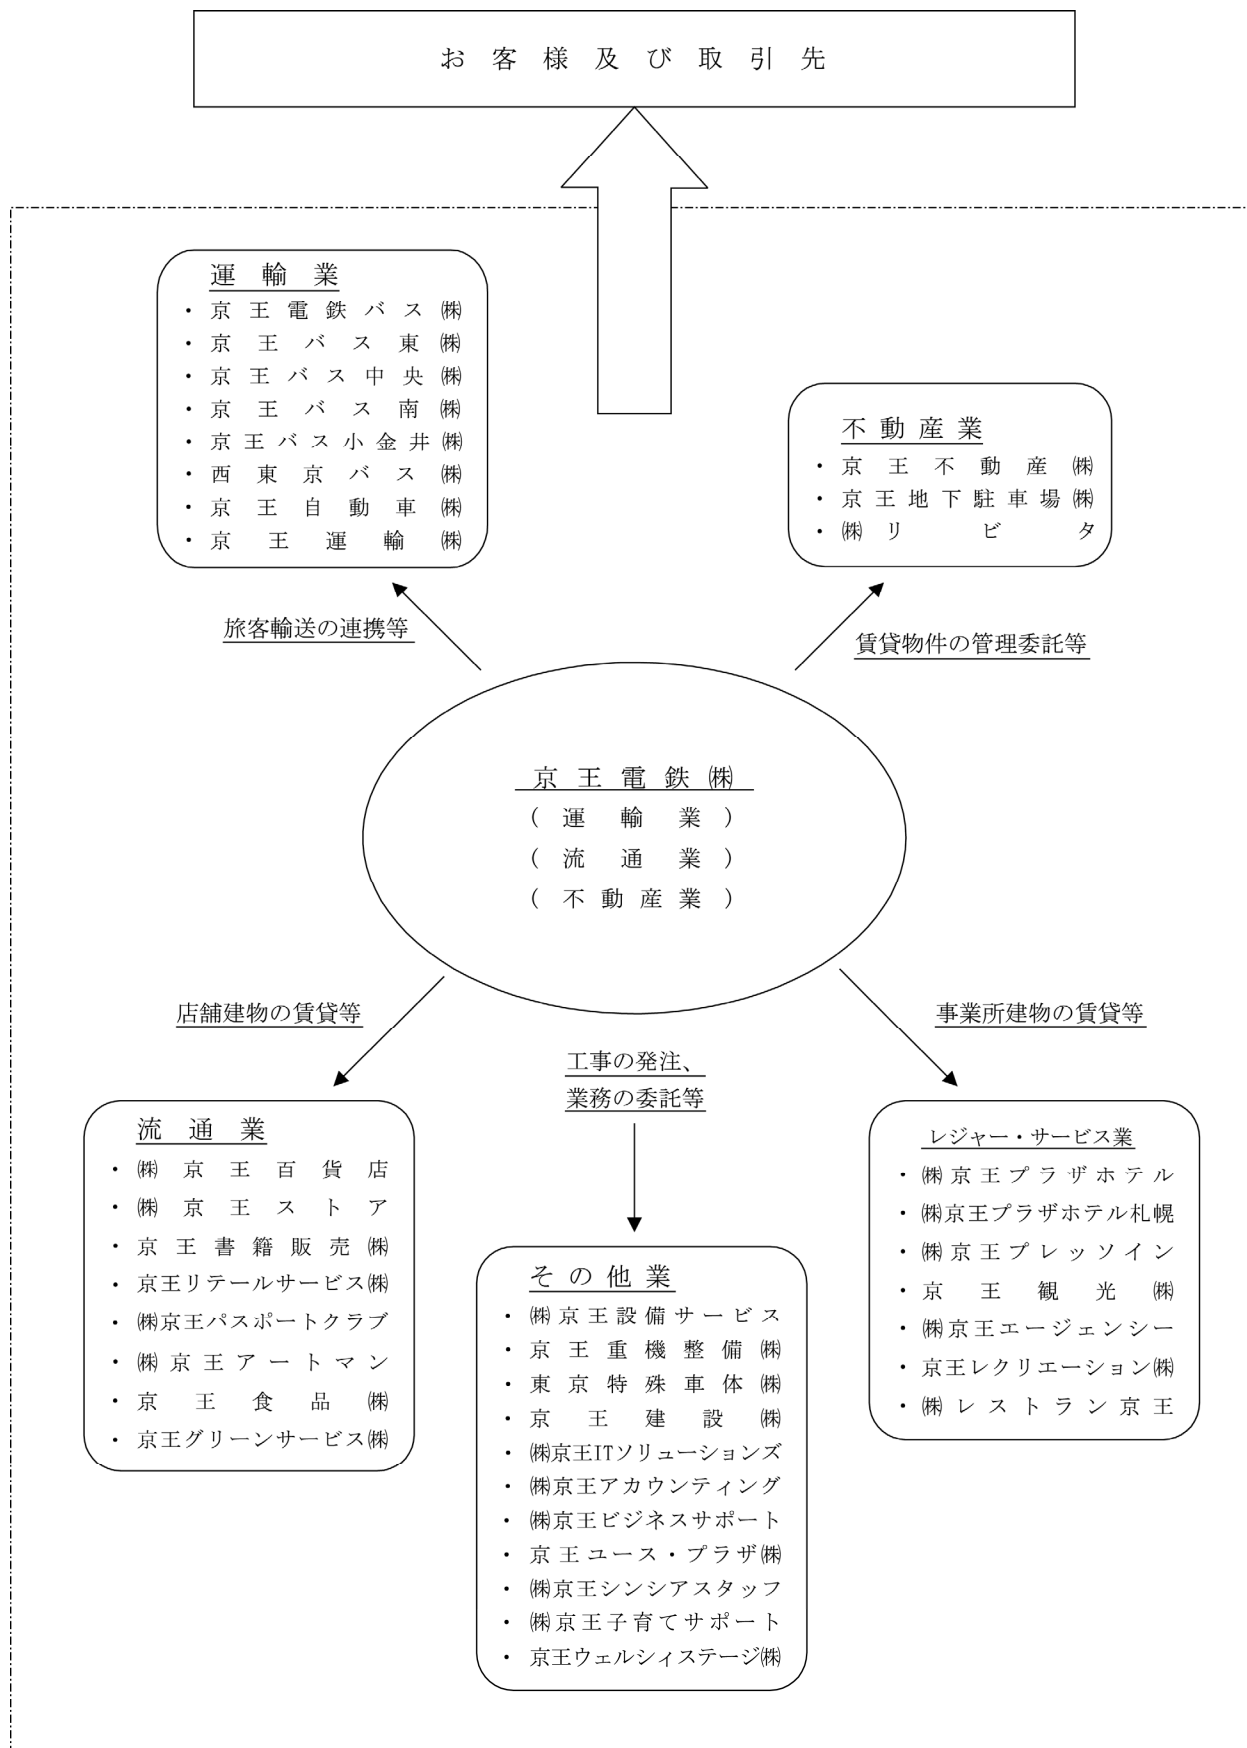 お客様及び取引先
運輸業
・京王電鉄バス㈱
・京王バス東㈱
・京王バス中央㈱
・京王バス南㈱
・京王バス小金井㈱
・西東京バス㈱
・京王自動車㈱
・京王運輸㈱
不動産業
・京王不動産㈱
・京王地下駐車場㈱
・㈱リビタ
旅客輸送の連携等
賃貸物件の管理委託等
京王電鉄㈱
(運輸業)
(流通業)
(不動産業)
店舗建物の賃貸等
工事の発注、
業務の委託等
事業所建物の賃貸等
流通業
・㈱京王百貨店
・㈱京王ストア
・京王書籍販売㈱
・京王リテールサービス㈱
・㈱京王パスポートクラブ
・㈱京王アートマン
・京王食品㈱
・京王グリーンサービス㈱
その他業
・㈱京王設備サービス
・京王重機整備㈱
・東京特殊車体㈱
・京王建設㈱
・㈱京王ITソリューションズ
・㈱京王アカウンティング
・㈱京王ビジネスサポート
・京王ユース・プラザ㈱
・㈱京王シンシアスタッフ
・㈱京王子育てサポート
・京王ウェルシィステージ㈱
レジャー・サービス業
・㈱京王プラザホテル
・㈱京王プラザホテル札幌
・㈱京王プレッソイン
・京王観光㈱
・㈱京王エージェンシー
・京王レクリエーション㈱
・㈱レストラン京王